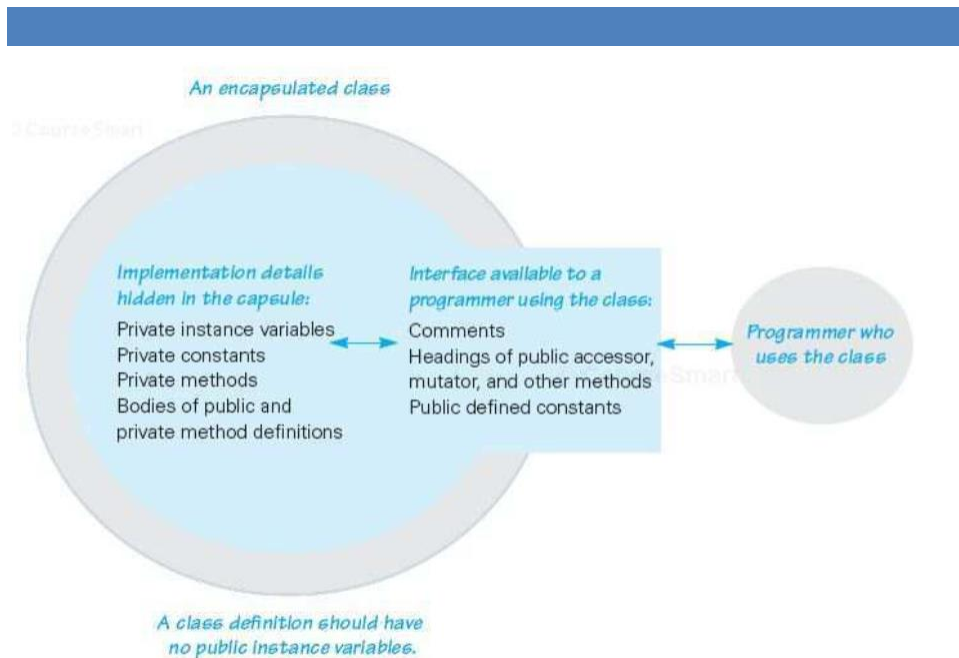 An encapsulated class
CourseSmart
Implementation details
hidden in the capsule:
Private instance variables
Private constants
Private methods
Bodies of public and
private method definitions
Interface available to a
programmer using the class:
Comments
Headings of public accessor,
mutator, and other methods
Public defined constants
Programmer who
uses the class
A class definition should have
no public instance variables.